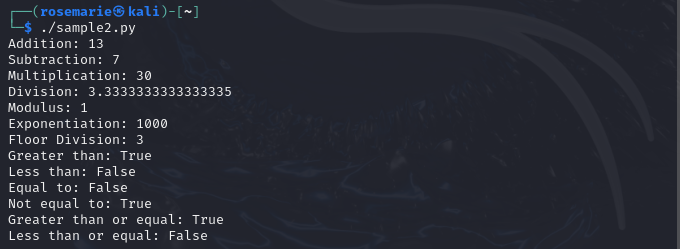 ┌──(rosemarie㉿kali)-[~]
└─$ ./sample2.py
Addition: 13
Subtraction: 7
Multiplication: 30
Division: 3.3333333333333335
Modulus: 1
Exponentiation: 1000
Floor Division: 3
Greater than: True
Less than: False
Equal to: False
Not equal to: True
Greater than or equal: True
Less than or equal: False